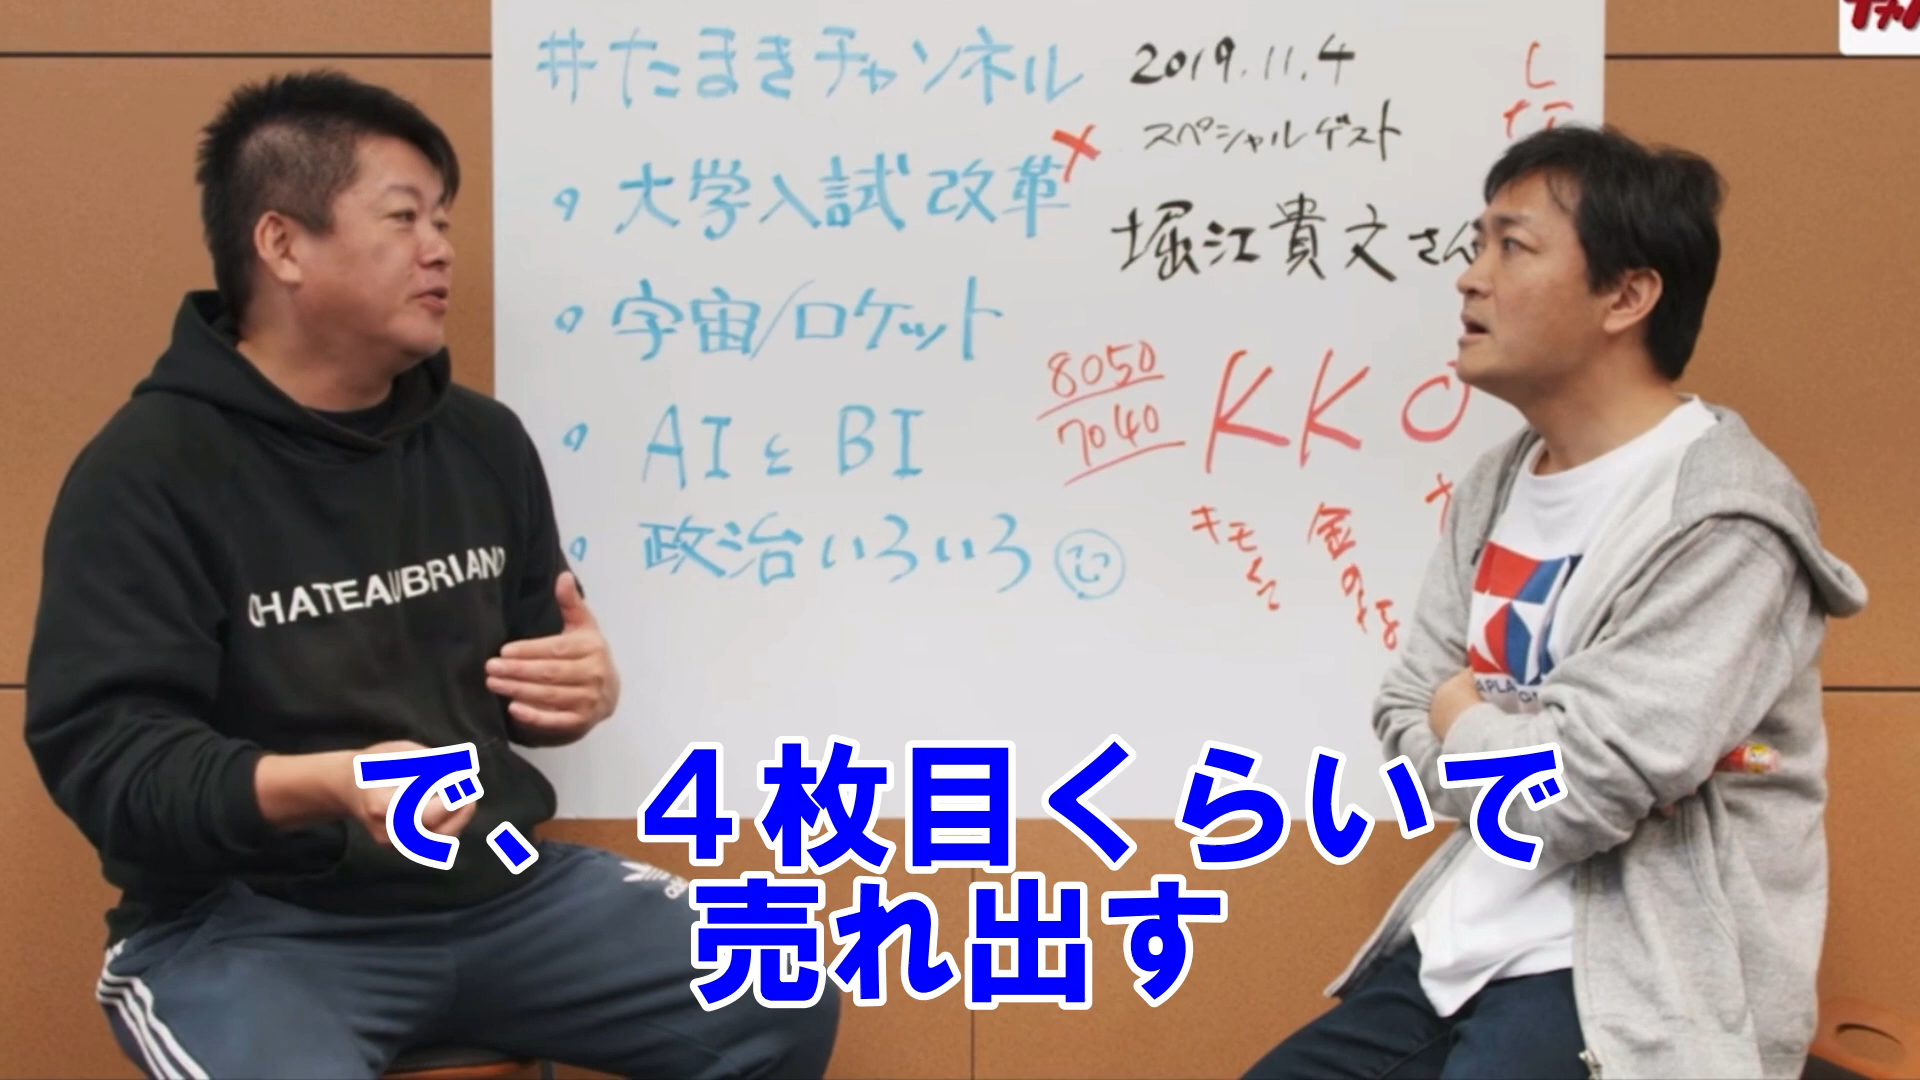 #たまきチャンネル
2019.11.4
スペシャルゲスト
堀江貴文さん
・大学入試改革
・宇宙/ロケット
・AIとBI
・政治いろいろ
8050
7040
KKO
キモくて
金のない
CHATEAUBRIAND
で、４枚目くらいで
売れ出す